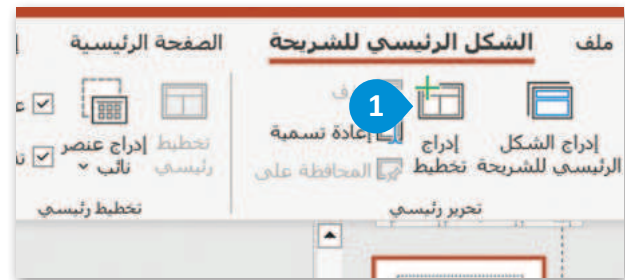 ملف الشكل الرئيسي للشريحة الصفحة الرئيسية
إدراج الشكل الرئيسي للشريحة
إدراج تخطيط
1
إعادة تسمية
المحافظة على
تحرير رئيسي
تخطيط رئيسي
إدراج عنصر نائب
تخطيط رئيسي